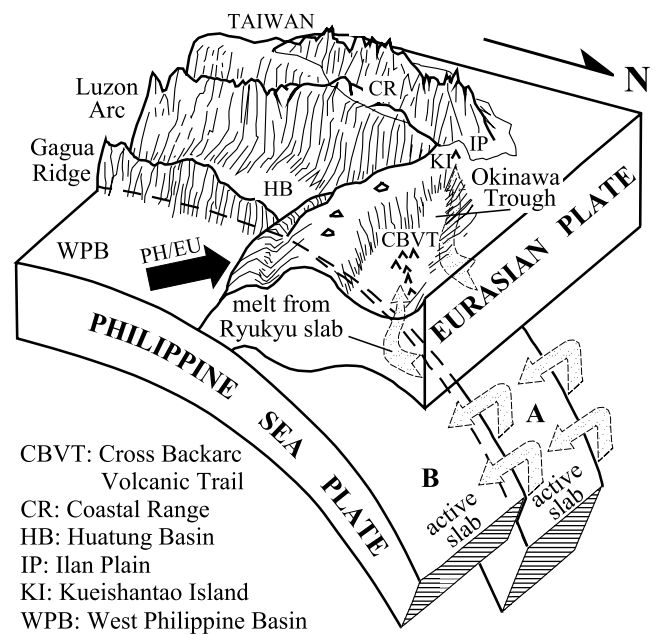 TAIWAN
N
Luzon
Arc
CR
IP
Gagua
Ridge
KI
HB
Okinawa
Trough
CBVT
WPB
PH/EU
EURASIAN PLATE
melt from
Ryukyu slab
PHILIPPINE SEA PLATE
A
B
active
slab
active
slab
CBVT: Cross Backarc
Volcanic Trail
CR: Coastal Range
HB: Huatung Basin
IP: Ilan Plain
KI: Kueishantao Island
WPB: West Philippine Basin